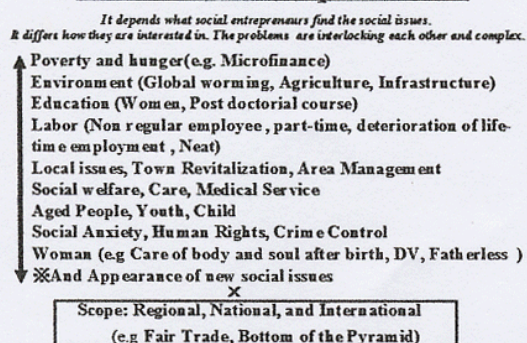 It depends what social entrepreneurs find the social issues.
It differs how they are interested in. The problems are interlocking each other and complex.
Poverty and hunger(e.g. Microfinance)
Environment (Global worming, Agriculture, Infrastructure)
Education (Women, Post doctorial course)
Labor (Non regular employee, part-time, deterioration of life-
time employment , Neat)
Local issues, Town Revitalization, Area Management
Social welfare, Care, Medical Service
Aged People, Youth, Child
Social Anxiety, Human Rights, Crime Control
Woman (e.g Care of body and soul after birth, DV, Fatherless )
※And Appearance of new social issues
×
Scope: Regional, National, and International
(e.g Fair Trade, Bottom of the Pyramid)